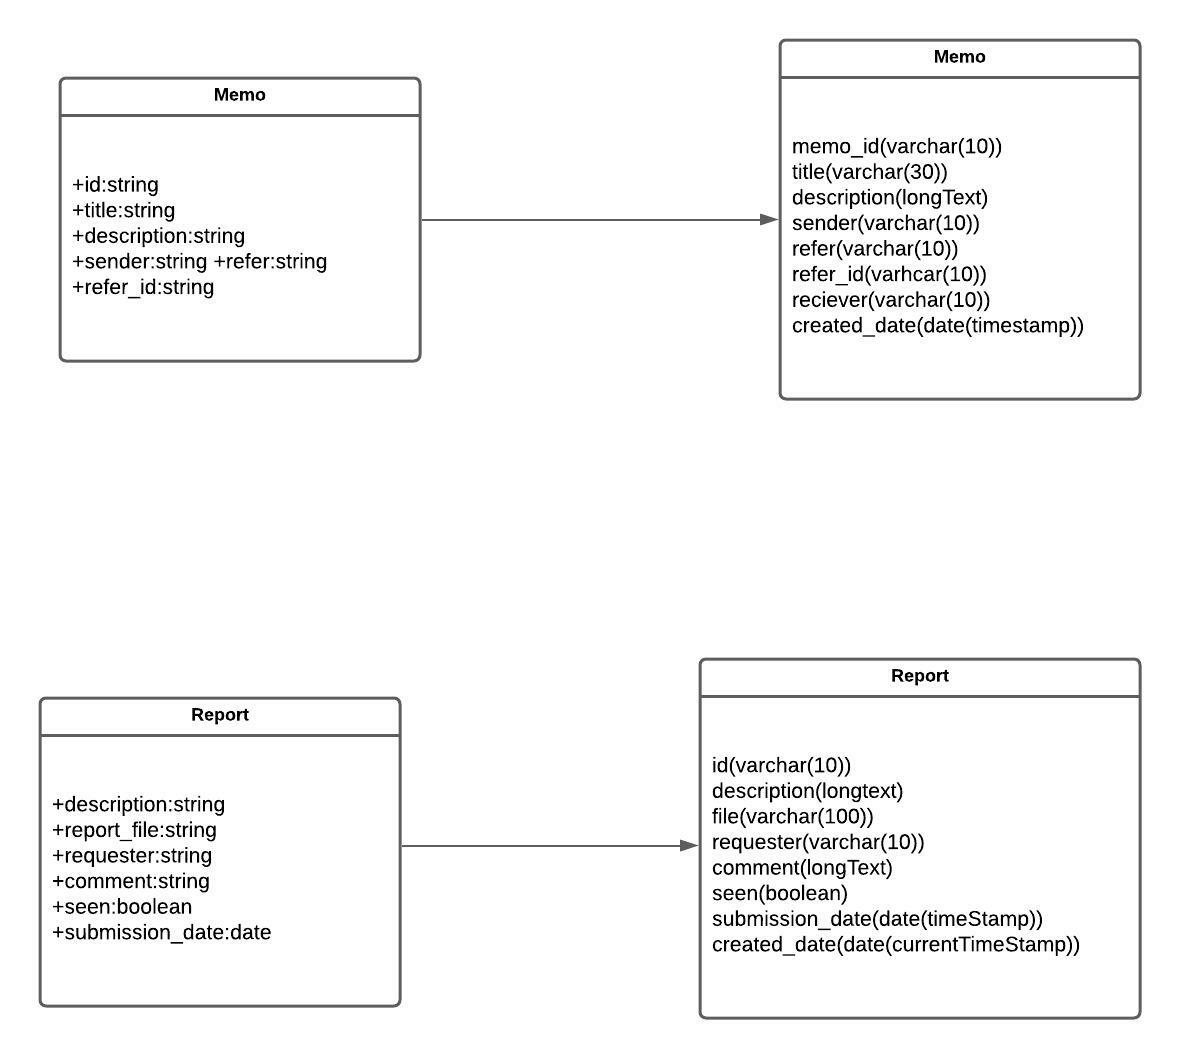 Memo
+id:string
+title:string
+description:string
+sender:string +refer:string
+refer_id:string
Memo
memo_id(varchar(10))
title(varchar(30))
description(longText)
sender(varchar(10))
refer(varchar(10))
refer_id(varhcar(10))
reciever(varchar(10))
created_date(date(timestamp))
Report
+description:string
+report_file:string
+requester:string
+comment:string
+seen:boolean
+submission_date:date
Report
id(varchar(10))
description(longtext)
file(varchar(100))
requester(varchar(10))
comment(longText)
seen(boolean)
submission_date(date(timeStamp))
created_date(date(currentTimeStamp))